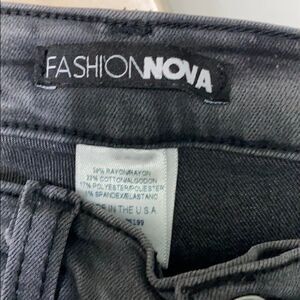 FASHIONNOVA
RAYON/RAYON
22% COTTON/ALGODON
17% POLYESTER/POLIESTER
SPANDEX/ELASTANO
IN THE U.S.A